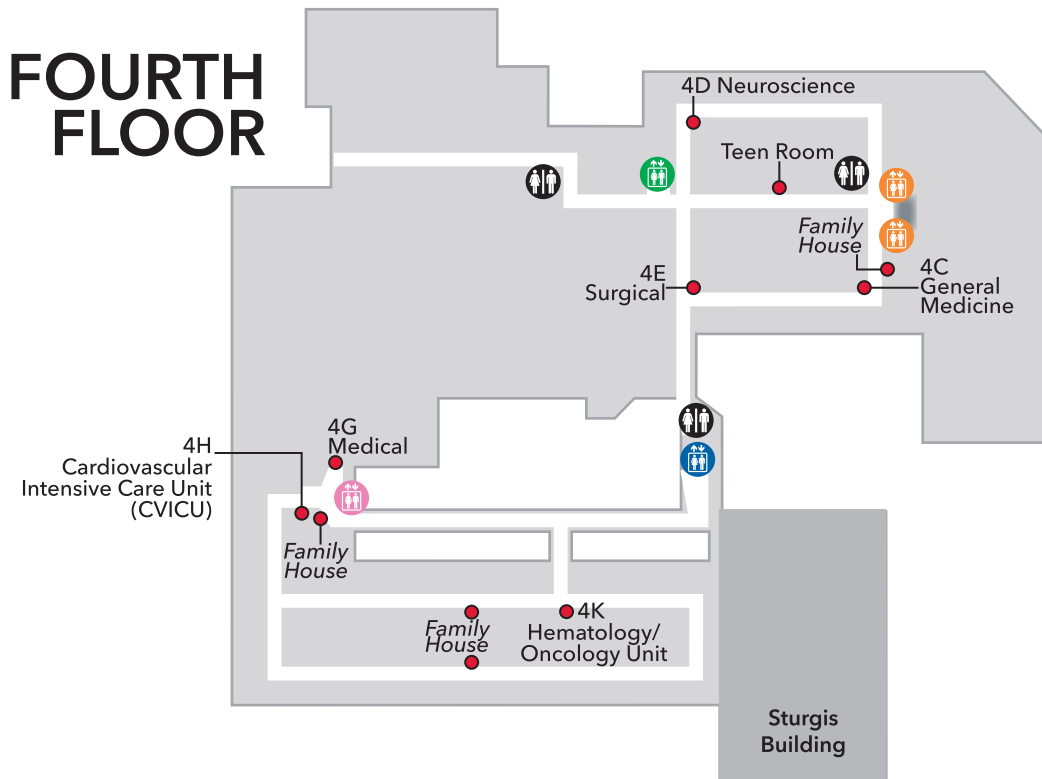 FOURTH
FLOOR
4D Neuroscience
Teen Room
Family
House
4E
Surgical
4C
General
Medicine
4G
Medical
4H
Cardiovascular
Intensive Care Unit
(CVICU)
Family
House
Family
House
4K
Hematology/
Oncology Unit
Sturgis
Building